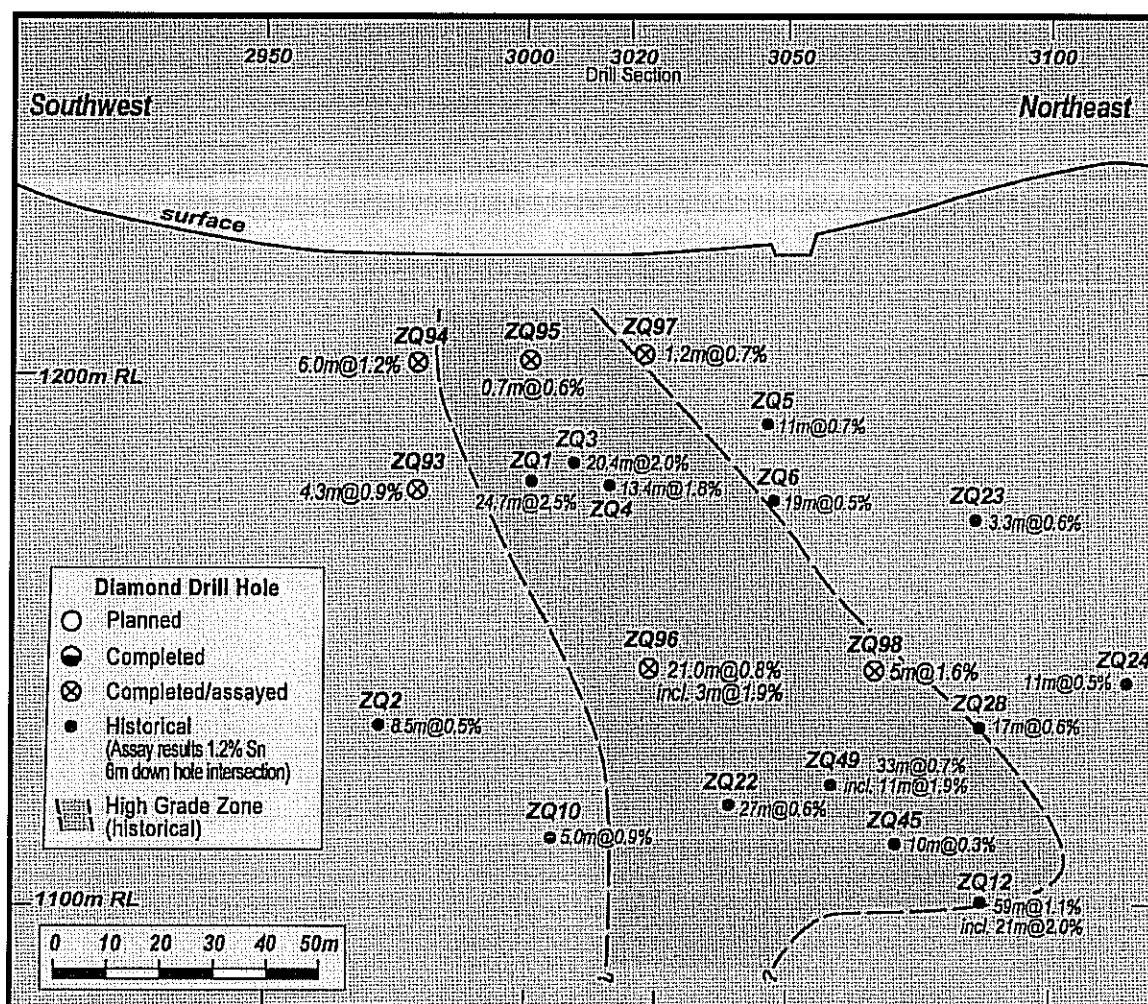 2950 3000 3020 3050 3100
Drill Section
Southwest Northeast
surface
ZQ94
6.0m@1.2%
ZQ95
0.7m@0.6%
ZQ97
1.2m@0.7%
1200m RL
ZQ5
11m@0.7%
ZQ93
4.3m@0.9%
ZQ1
24.7m@2.5%
ZQ3
20.4m@2.0%
13.4m@1.8%
ZQ4
ZQ6
19m@0.5%
ZQ23
3.3m@0.6%
Diamond Drill Hole
Planned
Completed
Completed/assayed
Historical
(Assay results 1.2% Sn
6m down hole intersection)
High Grade Zone
(historical)
ZQ96
21.0m@0.8%
incl. 3m@1.9%
ZQ98
5m@1.6%
ZQ24
11m@0.5%
ZQ2
8.5m@0.5%
ZQ28
17m@0.6%
ZQ49
33m@0.7%
incl. 11m@1.9%
ZQ22
27m@0.6%
ZQ10
5.0m@0.9%
ZQ45
10m@0.3%
1100m RL
ZQ12
59m@1.1%
incl. 21m@2.0%
0 10 20 30 40 50m
? ?